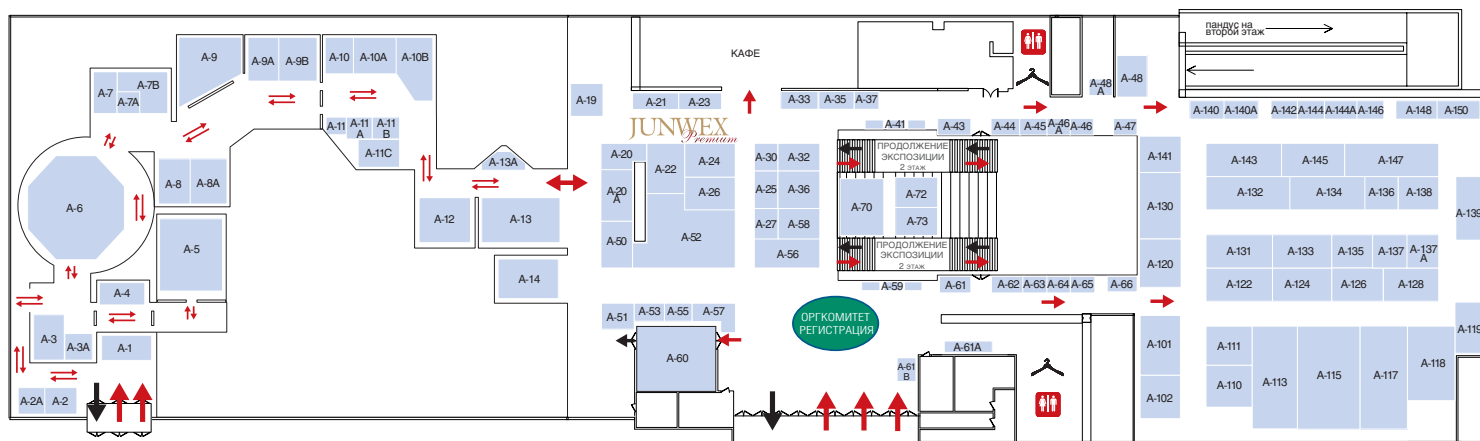 пандус на
второй этаж
КАФЕ
A-9
A-9A
A-9B
A-10
A-10A
A-10B
A-7
A-7B
A-7A
A-19
A-21
A-23
A-33
A-35
A-37
A-48
A
A-48
A-140
A-140A
A-142
A-144
A-144A
A-146
A-148
A-150
JUNWEX
Premium
A-11
A-11
A
A-11
B
A-11C
A-41
A-43
A-44
A-45
A-46
A
A-46
A-47
A-13A
A-8
A-8A
A-6
A-5
A-4
A-3
A-3A
A-1
A-2A
A-2
A-12
A-13
A-14
A-20
A-20
A
A-50
A-22
A-24
A-26
A-52
A-30
A-32
A-25
A-36
A-27
A-58
A-56
ПРОДОЛЖЕНИЕ
ЭКСПОЗИЦИИ
2 ЭТАЖ
A-70
A-72
A-73
ПРОДОЛЖЕНИЕ
ЭКСПОЗИЦИИ
2 ЭТАЖ
A-141
A-130
A-120
A-143
A-145
A-147
A-132
A-134
A-136
A-138
A-139
A-131
A-133
A-135
A-137
A-137
A
A-122
A-124
A-126
A-128
A-59
A-61
A-62
A-63
A-64
A-65
A-66
A-51
A-53
A-55
A-57
A-60
ОРГКОМИТЕТ
РЕГИСТРАЦИЯ
A-61A
A-61
B
A-101
A-102
A-111
A-110
A-113
A-115
A-117
A-118
A-119